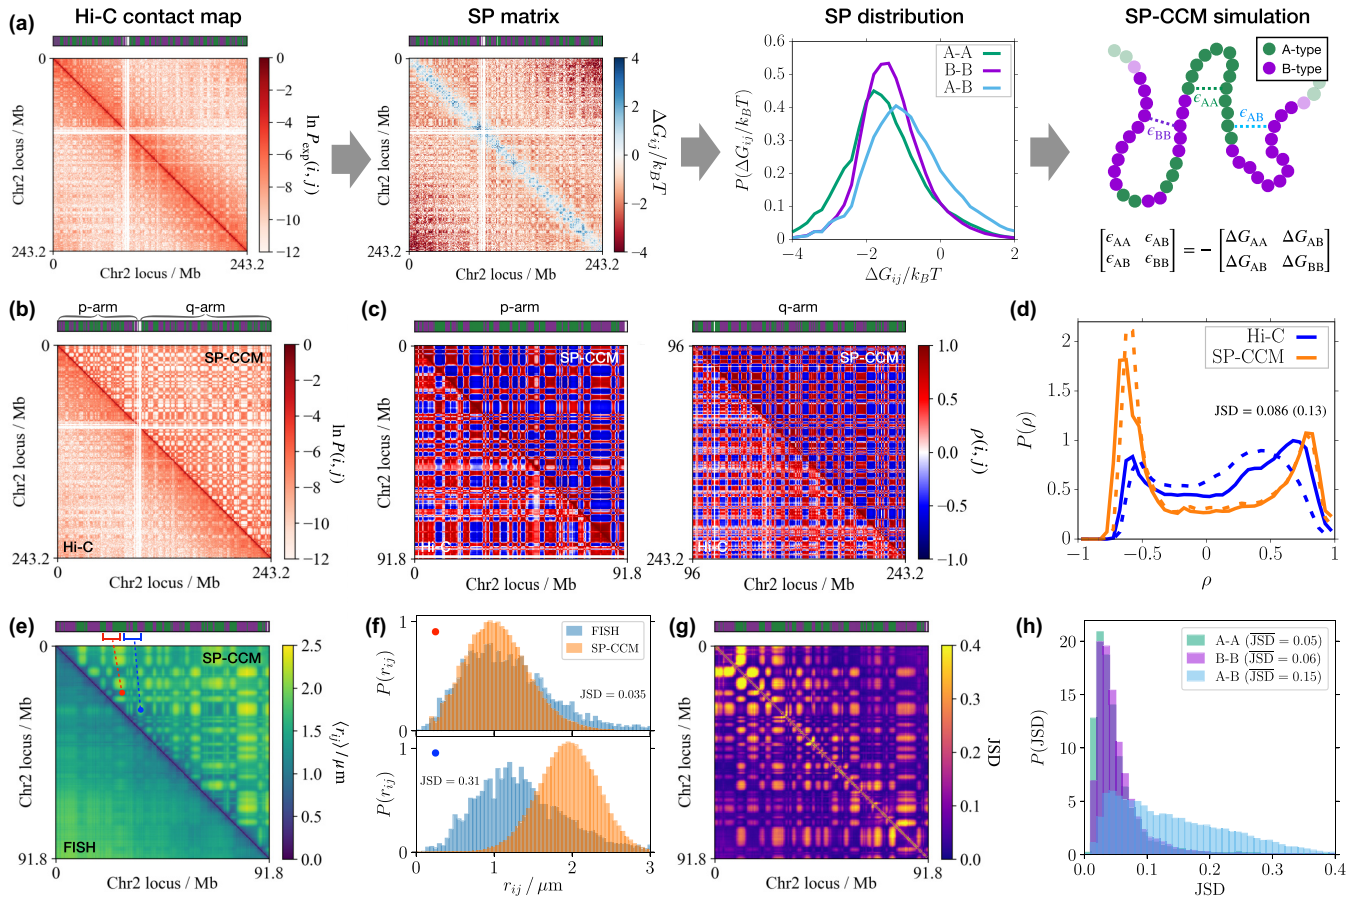 (a)
Hi-C contact map
SP matrix
SP distribution
SP-CCM simulation
0
Chr2 locus / Mb
243.2
0
243.2
Chr2 locus / Mb
0
−2
−4
−6
−8
−10
−12
ln P_exp(i, j)
0
Chr2 locus / Mb
243.2
0
243.2
Chr2 locus / Mb
4
2
0
−2
−4
ΔG_ij/k_BT
0.6
0.5
0.4
0.3
0.2
0.1
0
P(ΔG_ij/k_BT)
A-A
B-B
A-B
−4
−2
0
2
ΔG_ij/k_BT
A-type
B-type
ϵ_AA
ϵ_AB
ϵ_BB
[ϵ_AA ϵ_AB] = − [ΔG_AA ΔG_AB]
[ϵ_AB ϵ_BB] [ΔG_AB ΔG_BB]
(b)
p-arm
q-arm
SP-CCM
Hi-C
0
Chr2 locus / Mb
243.2
0
243.2
Chr2 locus / Mb
0
−2
−4
−6
−8
−10
−12
ln P(i, j)
(c)
p-arm
SP-CCM
Hi-C
0
Chr2 locus / Mb
91.8
0
91.8
Chr2 locus / Mb
q-arm
SP-CCM
Hi-C
96
Chr2 locus / Mb
243.2
96
243.2
Chr2 locus / Mb
1.0
0.5
0.0
−0.5
−1.0
ρ(i, j)
(d)
2
1.5
1
0.5
0
P(ρ)
Hi-C
SP-CCM
JSD = 0.086 (0.13)
−1
−0.5
0
0.5
1
ρ
(e)
SP-CCM
FISH
0
Chr2 locus / Mb
91.8
0
91.8
Chr2 locus / Mb
2.5
2.0
1.5
1.0
0.5
0.0
⟨r_ij⟩/μm
(f)
1
0
P(r_ij)
FISH
SP-CCM
JSD = 0.035
1
0
P(r_ij)
JSD = 0.31
0
1
2
3
r_ij / μm
(g)
0
Chr2 locus / Mb
91.8
0
91.8
Chr2 locus / Mb
0.4
0.3
0.2
0.1
0.0
JSD
(h)
20
15
10
5
0
P(JSD)
A-A (JSD = 0.05)
B-B (JSD = 0.06)
A-B (JSD = 0.15)
0.0
0.1
0.2
0.3
0.4
JSD